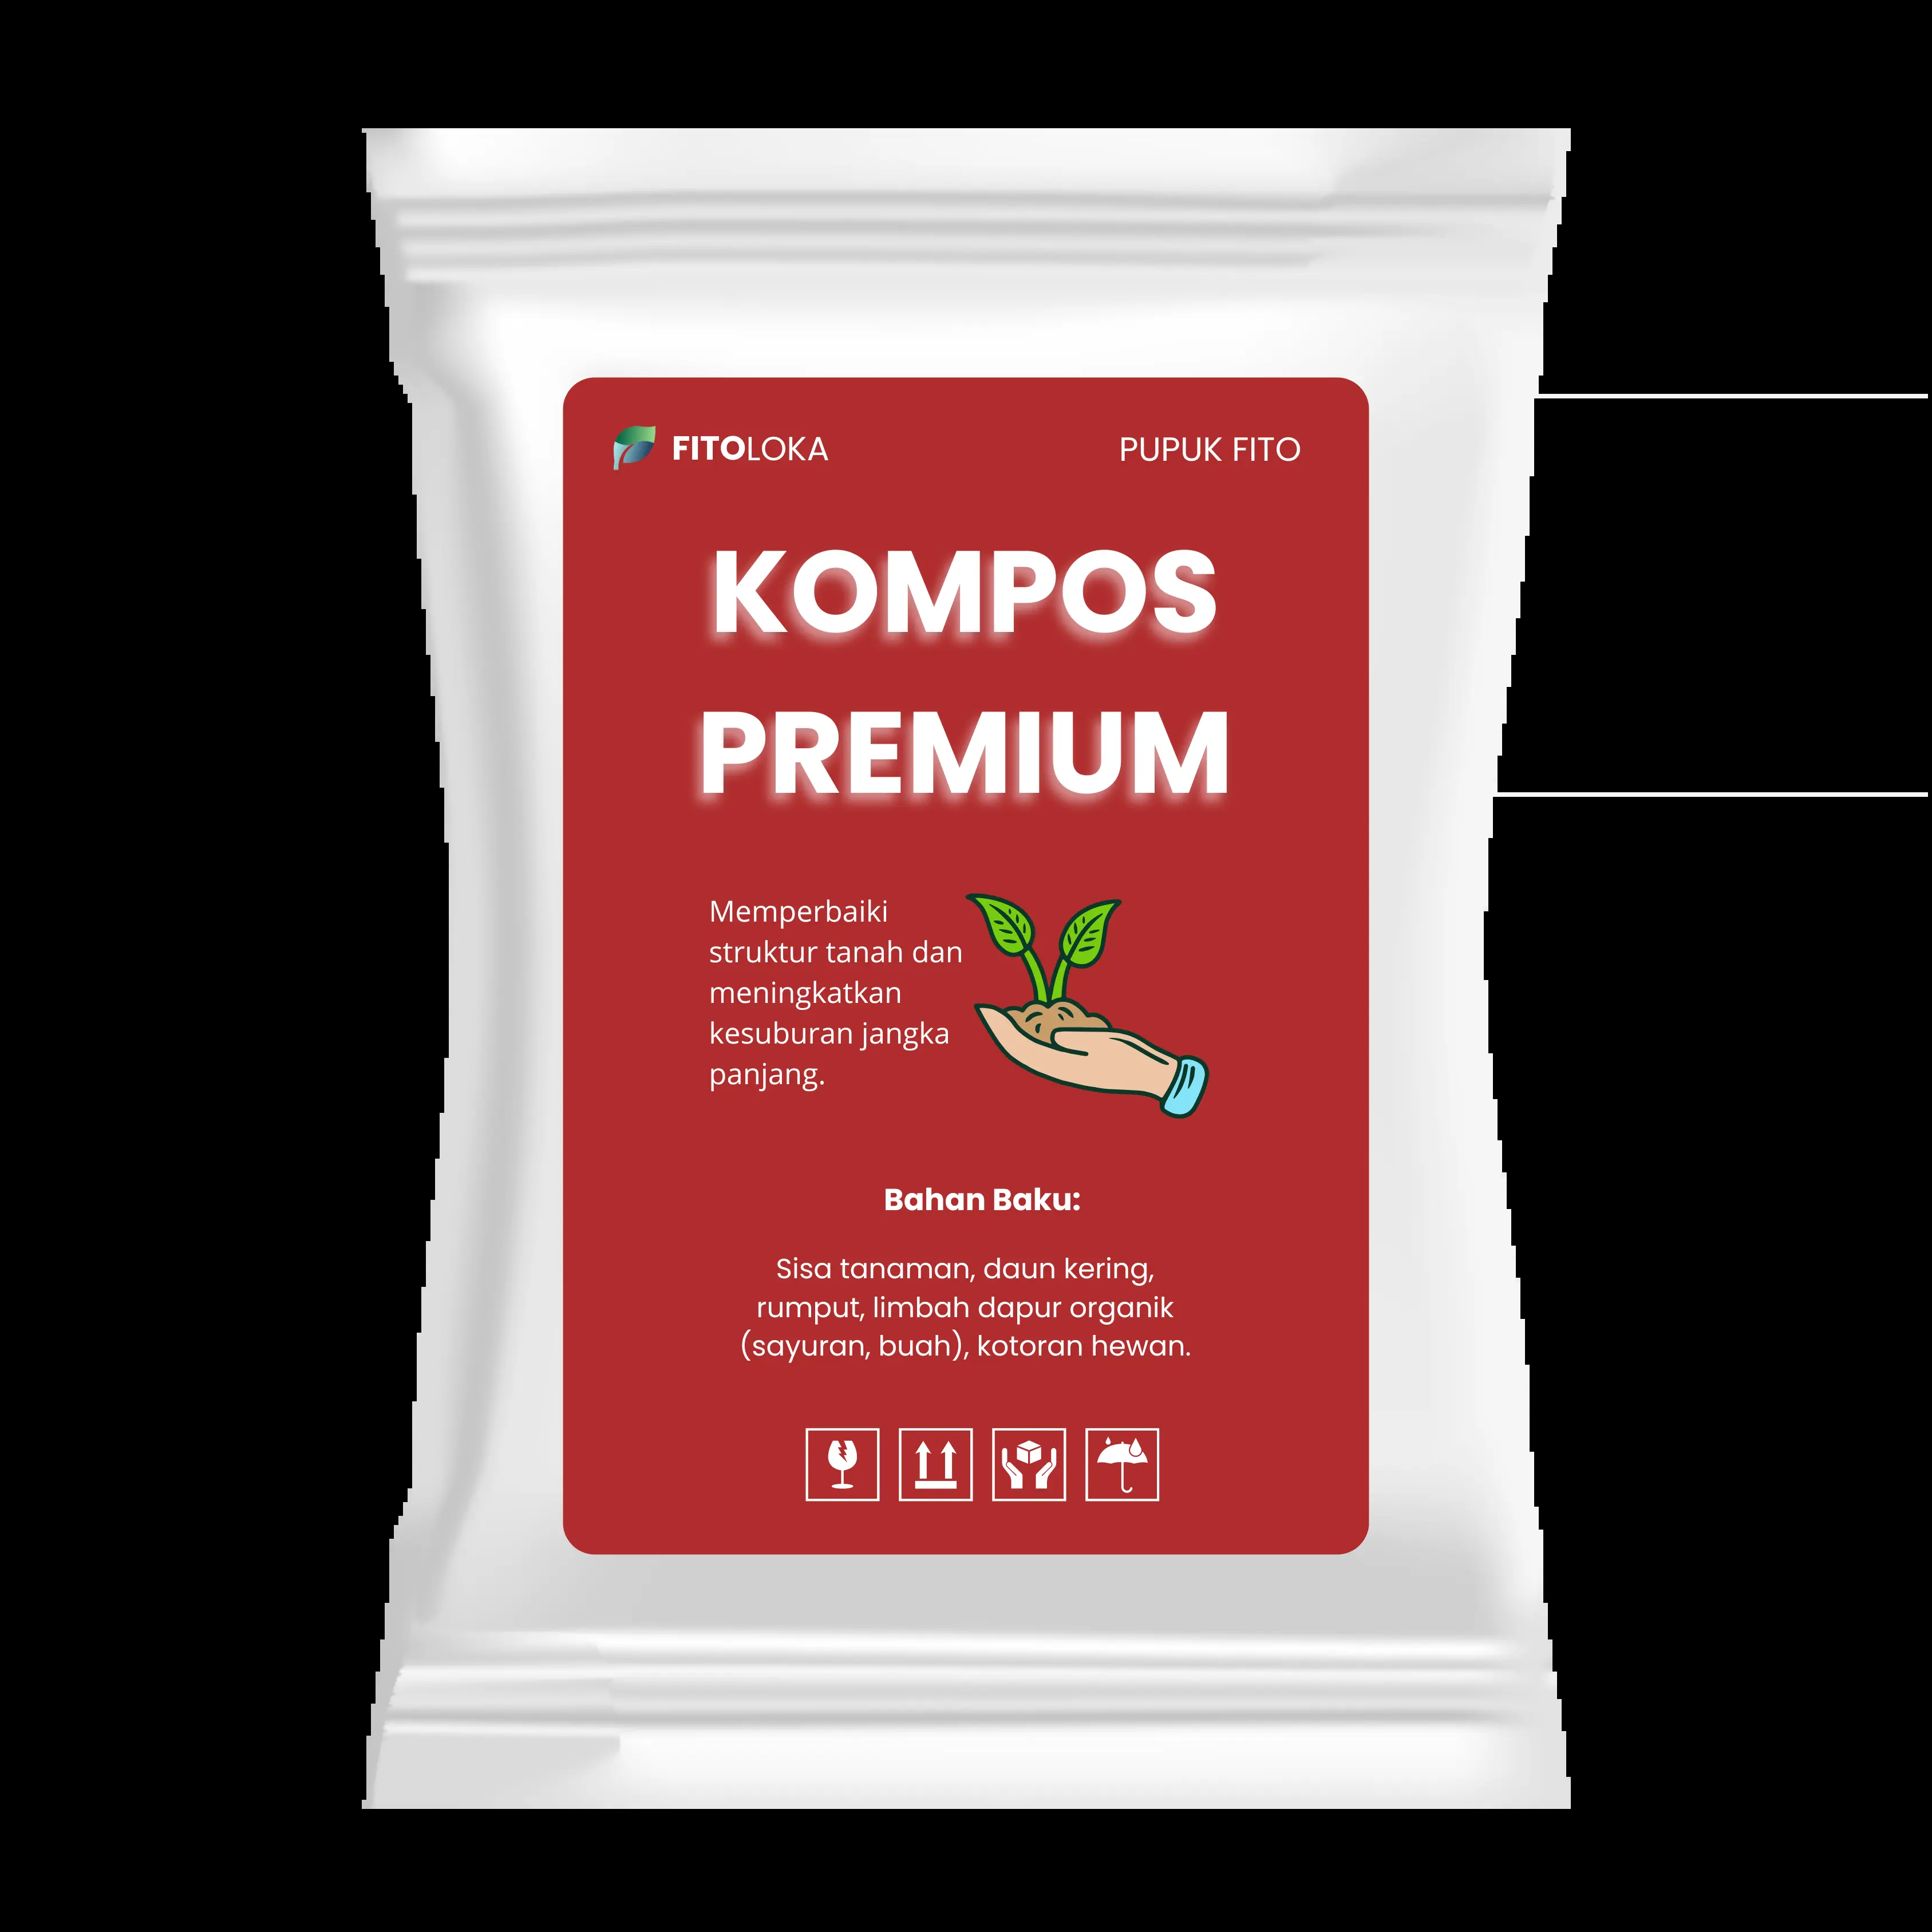 FITOLOKA
PUPUK FITO
KOMPOS
PREMIUM
Memperbaiki
struktur tanah dan
meningkatkan
kesuburan jangka
panjang.
Bahan Baku:
Sisa tanaman, daun kering,
rumput, limbah dapur organik
(sayuran, buah), kotoran hewan.